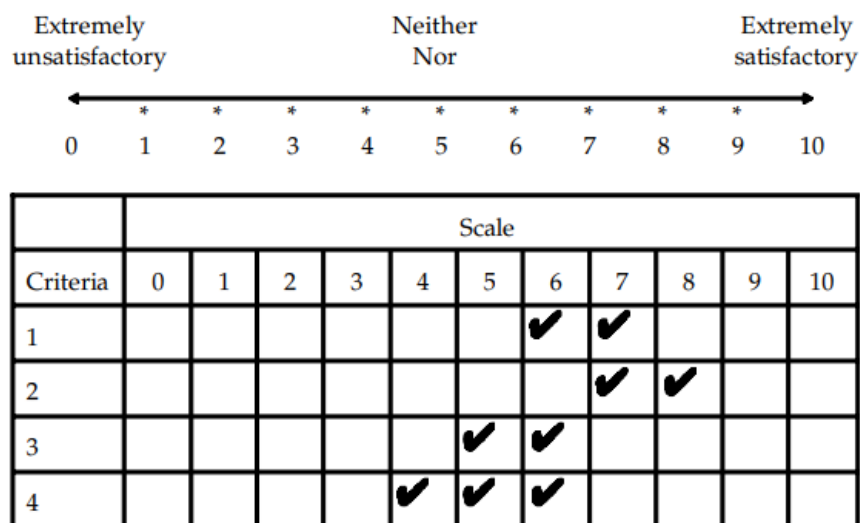 Extremely Neither Extremely
unsatisfactory Nor satisfactory
* * * * * * * * *
0 1 2 3 4 5 6 7 8 9 10
Scale
Criteria 0 1 2 3 4 5 6 7 8 9 10
1 ✔ ✔
2 ✔ ✔
3 ✔ ✔
4 ✔ ✔ ✔